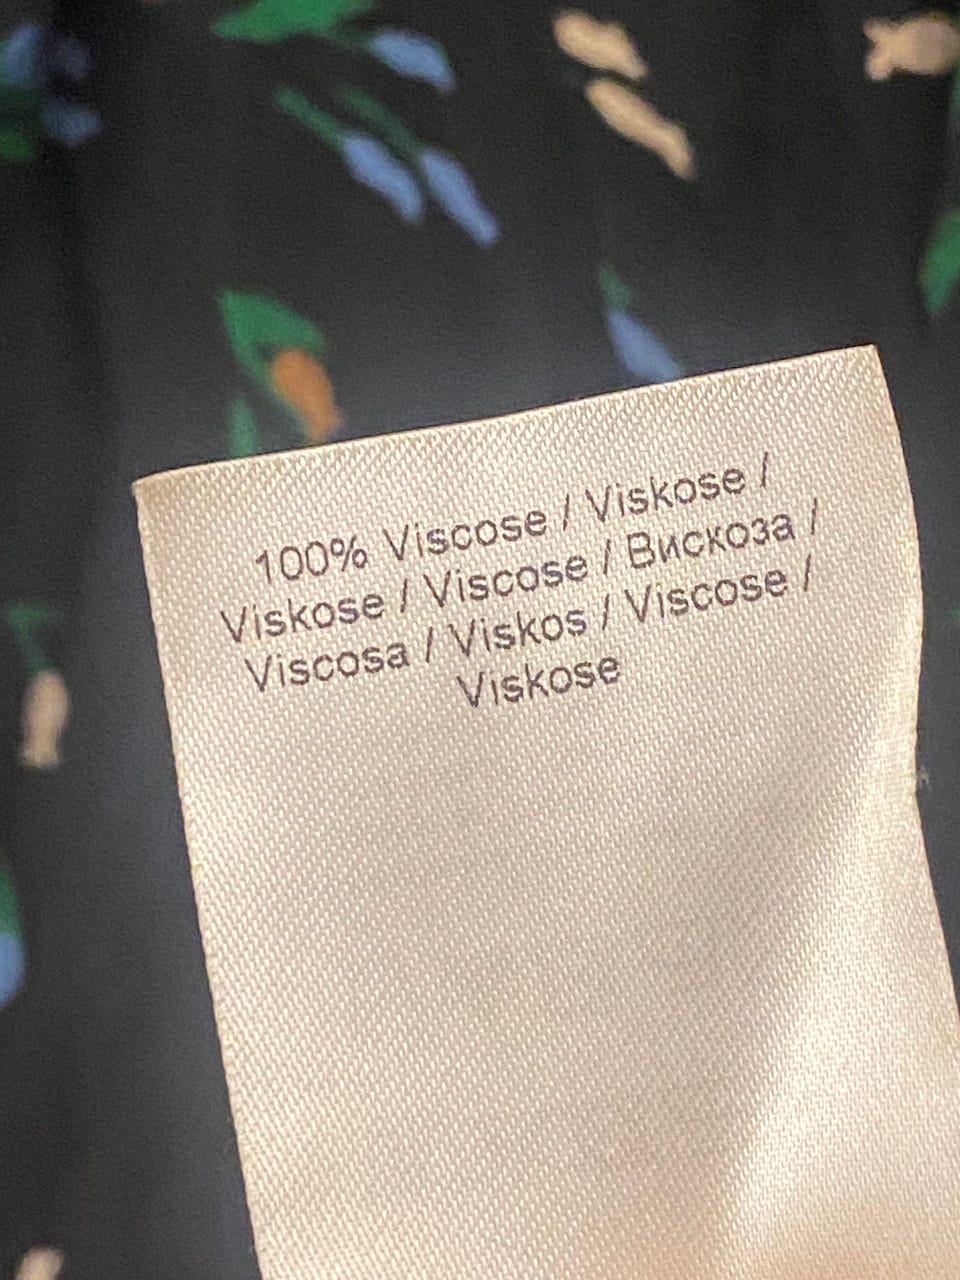 100% Viscose / Viskose /
Viskose / Viscose / Вискоза /
Viscosa / Viskos / Viscose /
Viskose